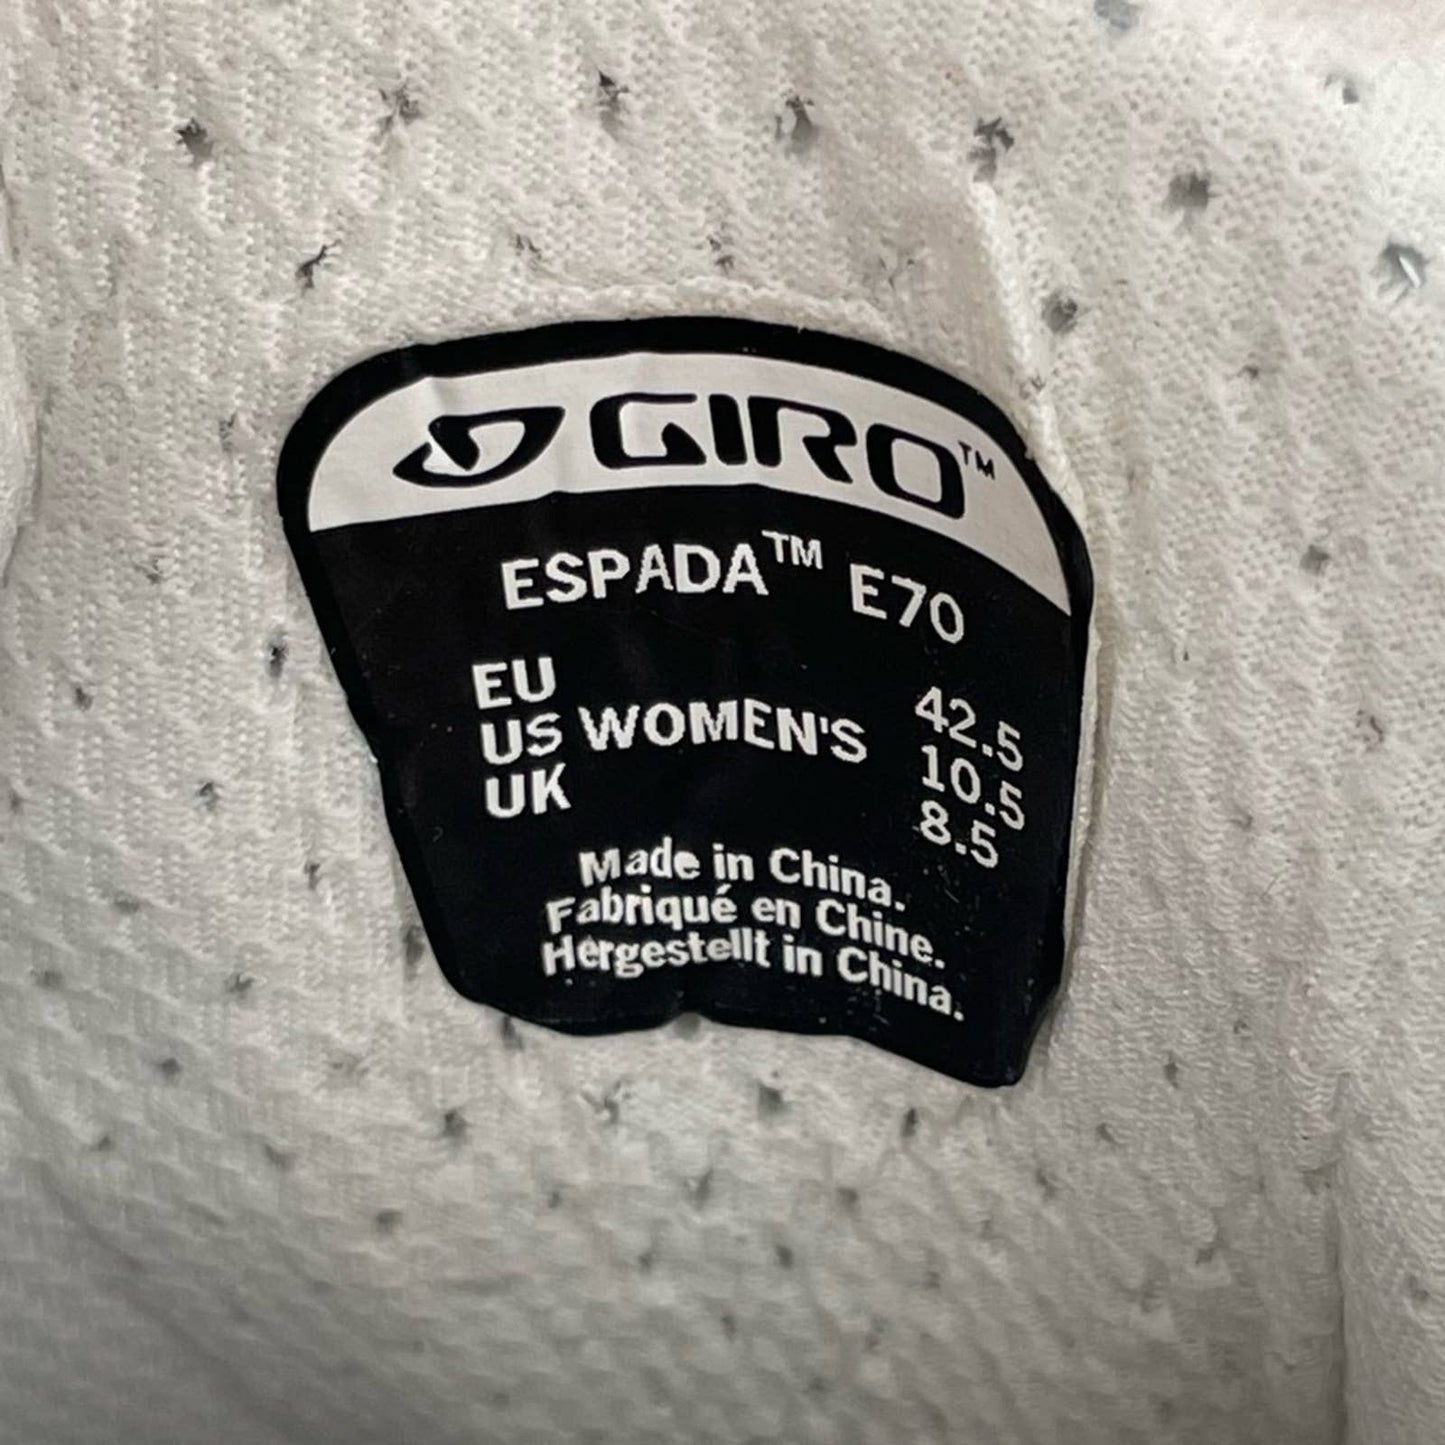 GIRO™
ESPADA™ E70
EU 42.5
US WOMEN'S 10.5
UK 8.5
Made in China.
Fabriqué en Chine.
Hergestellt in China.